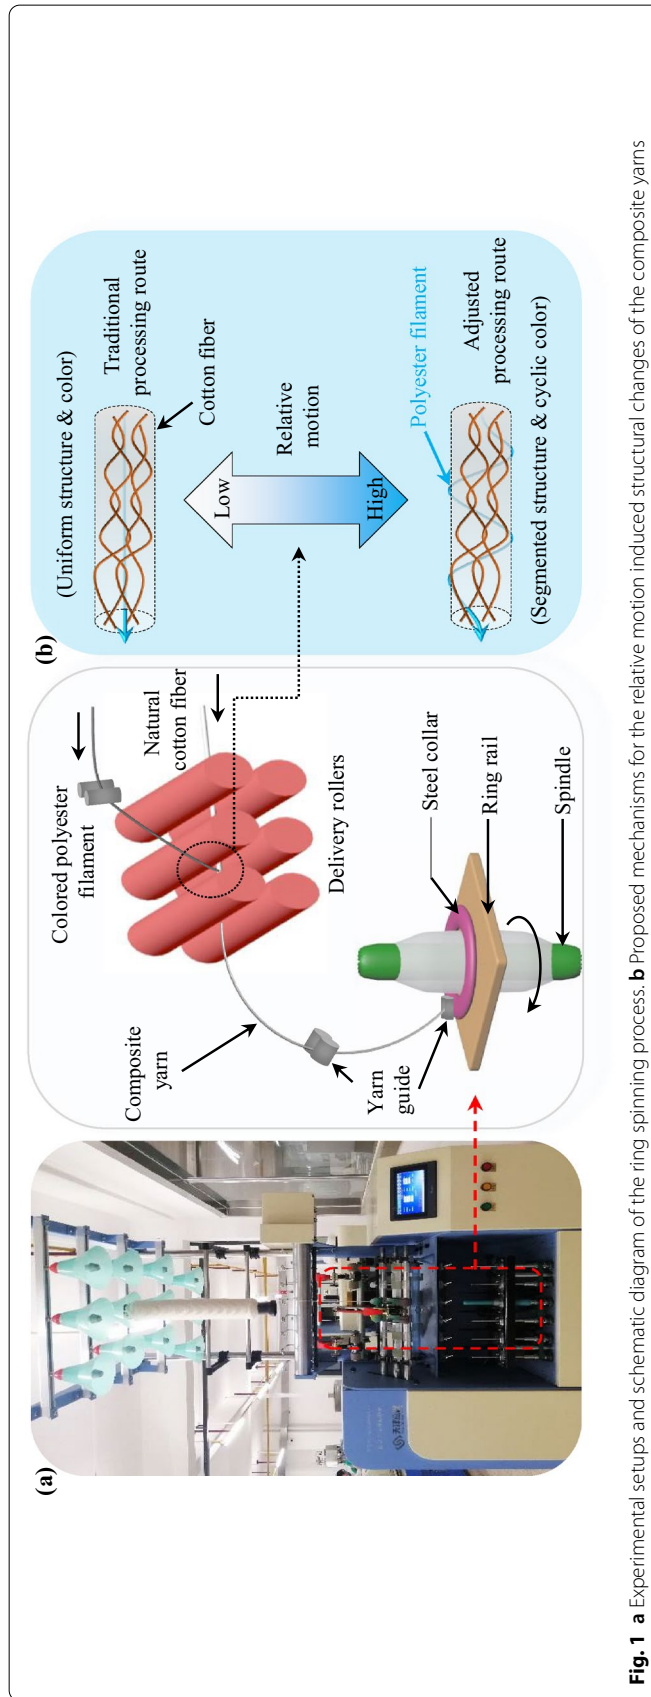 (a)
Colored polyester
filament
Natural
cotton fiber
Composite
yarn
Delivery rollers
Yarn
guide
Steel collar
Ring rail
Spindle
(b)
(Uniform structure & color)
Traditional
processing route
Cotton fiber
Low
Relative
motion
High
Polyester filament
Adjusted
processing route
(Segmented structure & cyclic color)
Fig. 1 a Experimental setups and schematic diagram of the ring spinning process. b Proposed mechanisms for the relative motion induced structural changes of the composite yarns